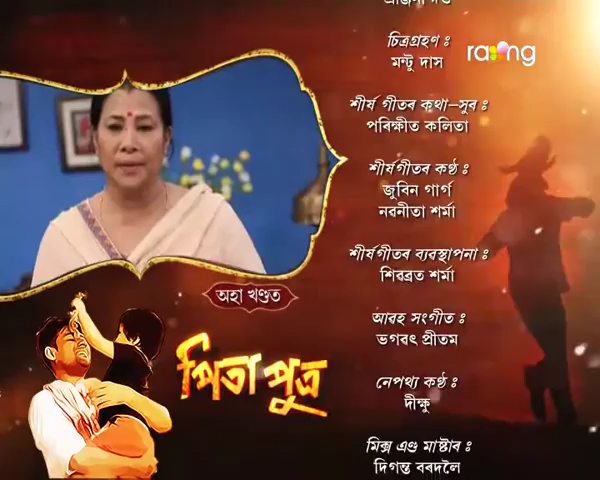 চিত্ৰগ্ৰহণ :
মন্টু দাস
rang
শীৰ্ষ গীতৰ কথা-সুৰ :
পৰিক্ষীত কলিতা
শীৰ্ষগীতৰ কণ্ঠ :
জুবিন গাৰ্গ
নৱনীতা শৰ্মা
শীৰ্ষগীতৰ ব্যৱস্থাপনা :
শিৱব্ৰত শৰ্মা
অহা খণ্ডত
আৱহ সংগীত :
ভগৱৎ প্ৰীতম
পিতা পুত্ৰ
নেপথ্য কণ্ঠ :
দীক্ষু
মিক্স এণ্ড মাষ্টাৰ :
দিগন্ত বৰদলৈ